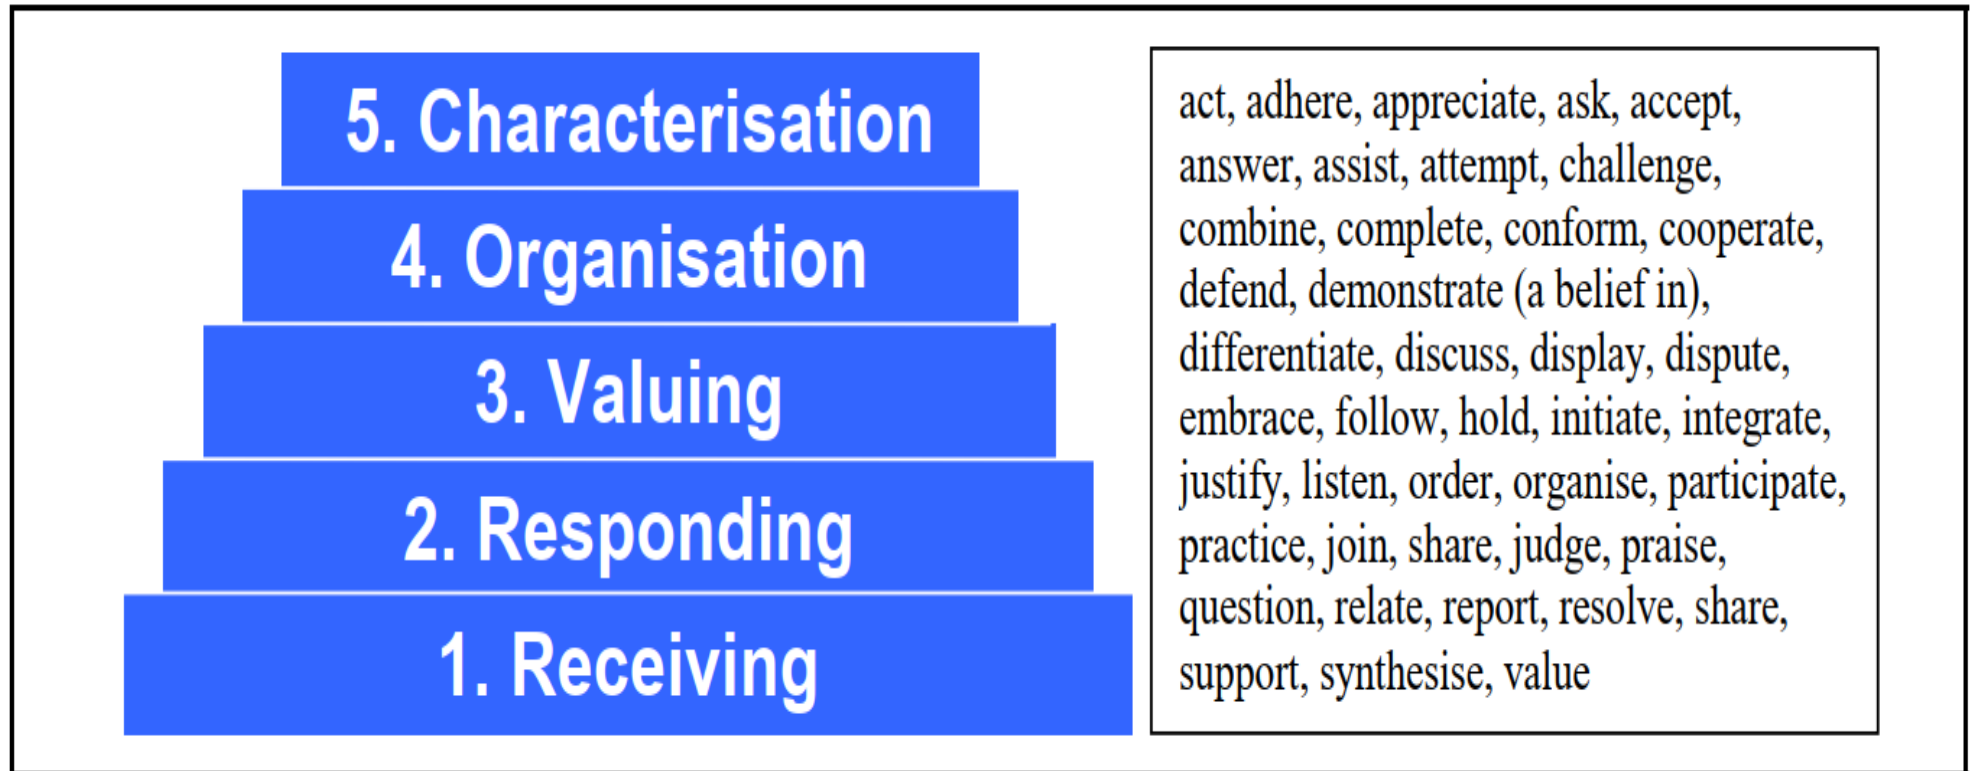 5. Characterisation
4. Organisation
3. Valuing
2. Responding
1. Receiving
act, adhere, appreciate, ask, accept,
answer, assist, attempt, challenge,
combine, complete, conform, cooperate,
defend, demonstrate (a belief in),
differentiate, discuss, display, dispute,
embrace, follow, hold, initiate, integrate,
justify, listen, order, organise, participate,
practice, join, share, judge, praise,
question, relate, report, resolve, share,
support, synthesise, value